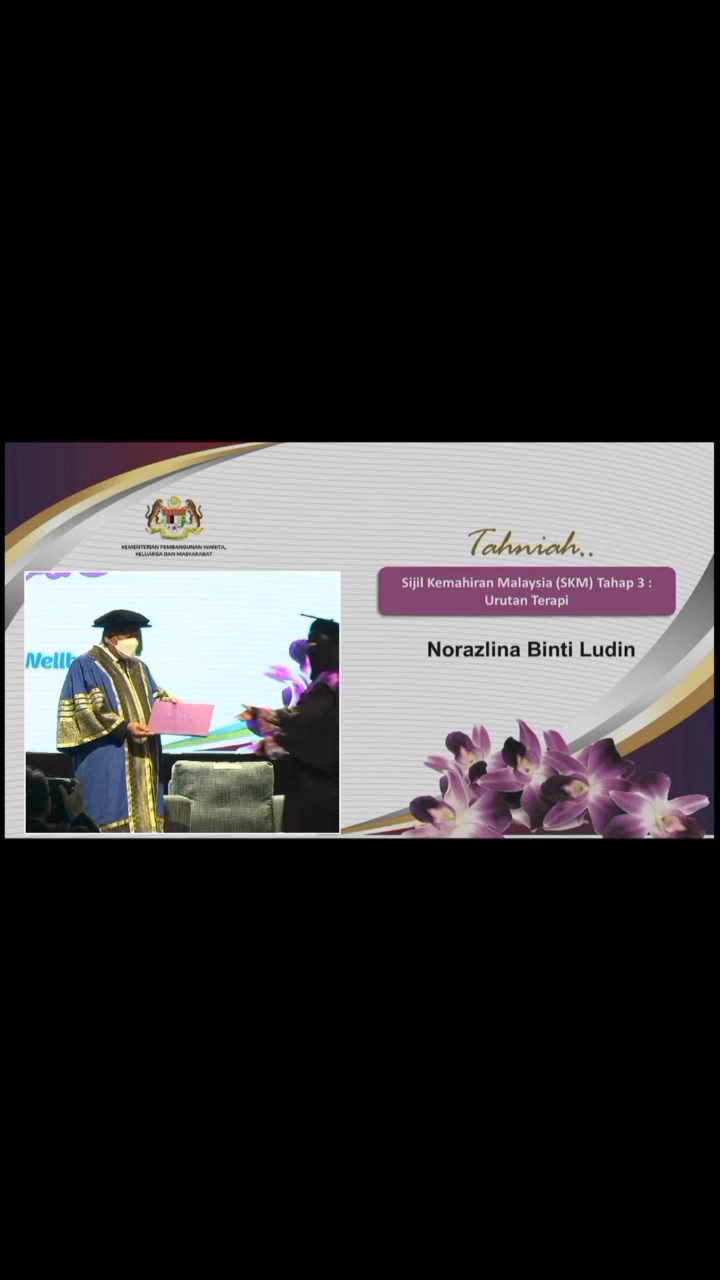 KEMENTERIAN PEMBANGUNAN WANITA,
KELUARGA DAN MASYARAKAT
Tahniah..
Sijil Kemahiran Malaysia (SKM) Tahap 3 :
Urutan Terapi
Norazlina Binti Ludin